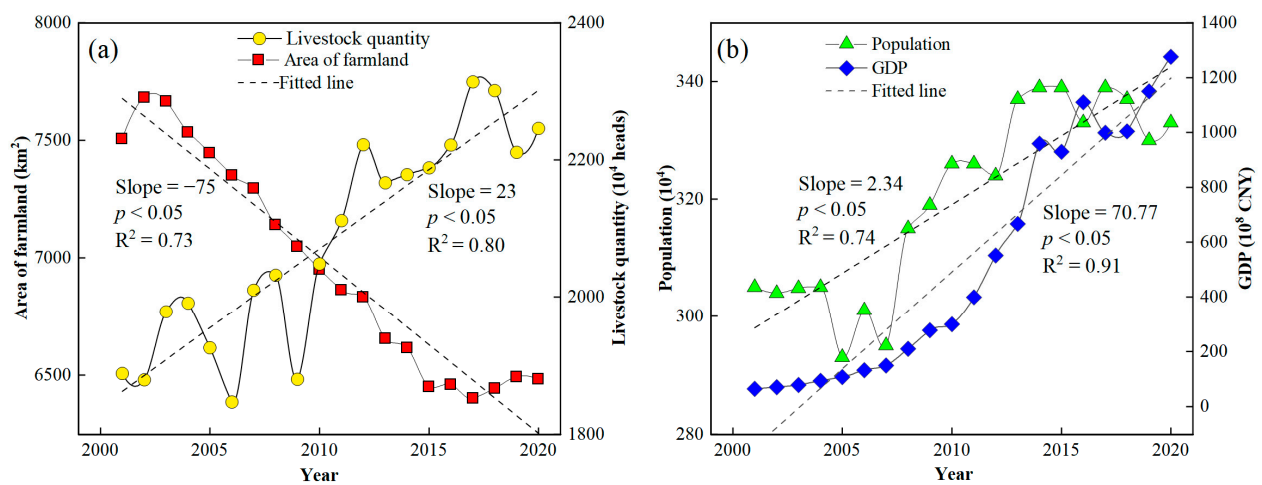 (a)
Livestock quantity
Area of farmland
Fitted line
Slope = −75
p < 0.05
R² = 0.73
Slope = 23
p < 0.05
R² = 0.80
8000
7500
7000
6500
2400
2200
2000
1800
2000
2005
2010
2015
2020
Area of farmland (km²)
Livestock quantity (10⁴ heads)
Year
(b)
Population
GDP
Fitted line
Slope = 2.34
p < 0.05
R² = 0.74
Slope = 70.77
p < 0.05
R² = 0.91
340
320
300
280
1400
1200
1000
800
600
400
200
0
2000
2005
2010
2015
2020
Population (10⁴)
GDP (10⁸ CNY)
Year